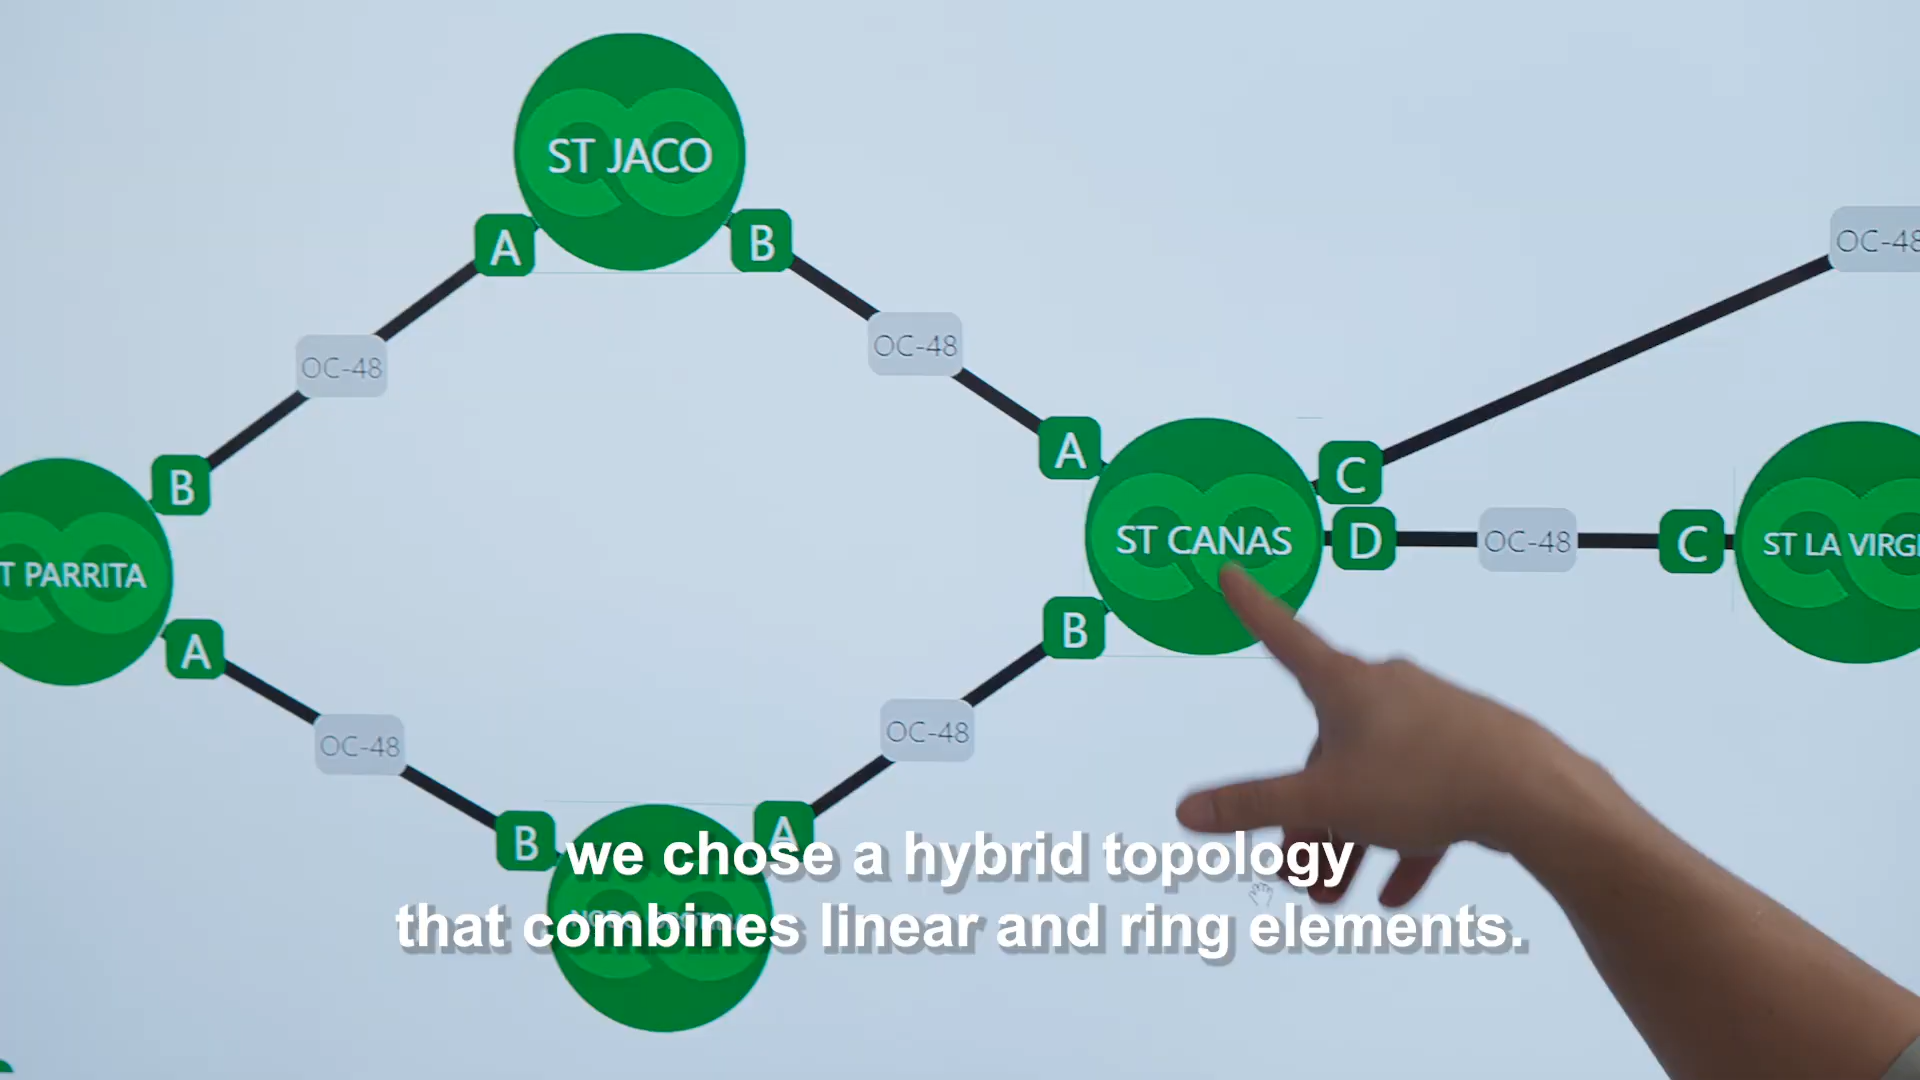 ST JACO
A
B
OC-48
OC-48
OC-48
B
A
C
T PARRITA
ST CANAS
D
OC-48
C
ST LA VIRG
A
B
OC-48
OC-48
B
A
we chose a hybrid topology
that combines linear and ring elements.